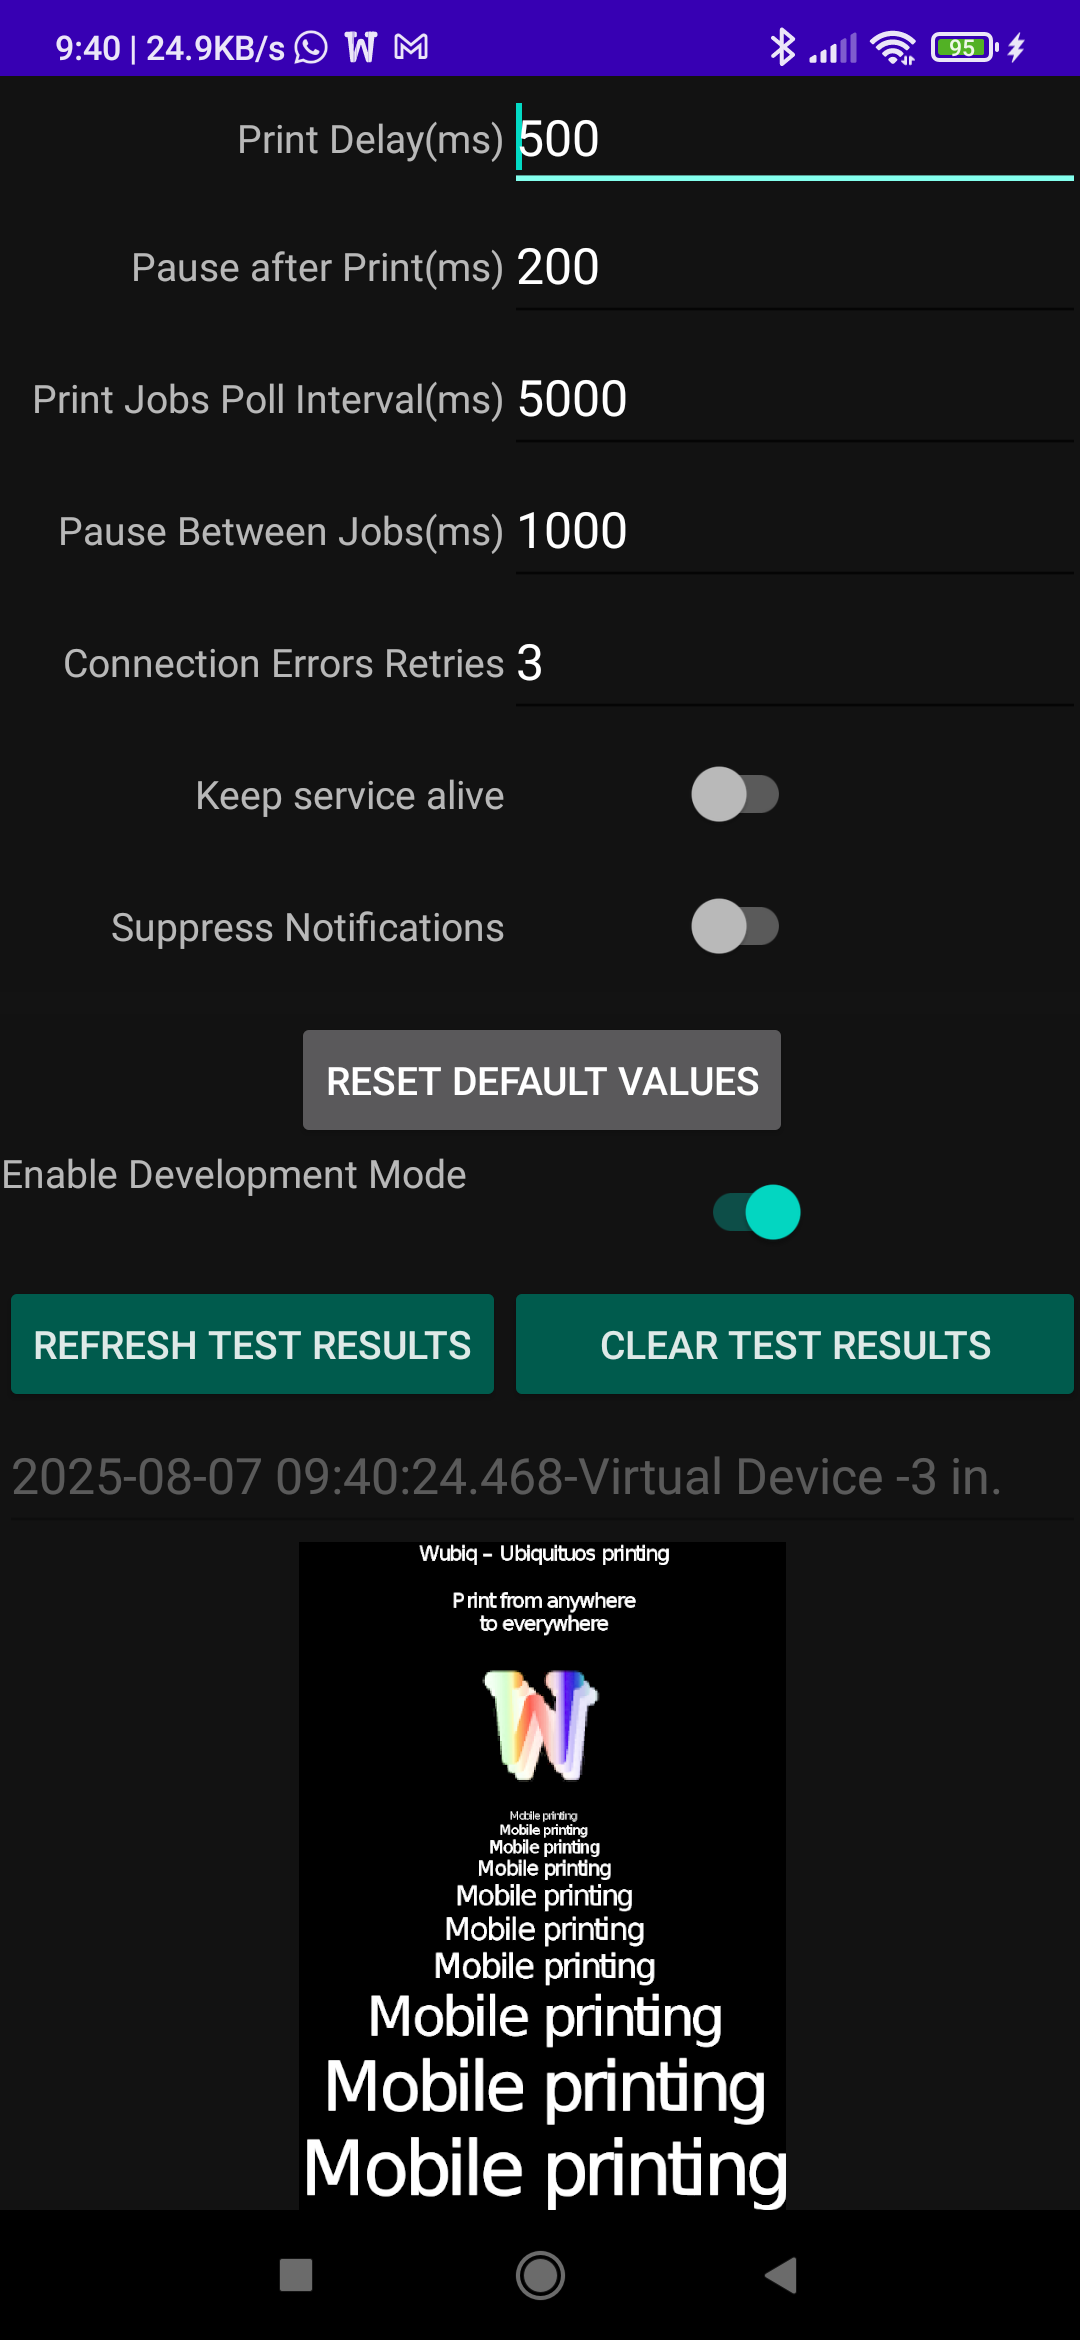 9:40 | 24.9KB/s
95
Print Delay(ms) 500
Pause after Print(ms) 200
Print Jobs Poll Interval(ms) 5000
Pause Between Jobs(ms) 1000
Connection Errors Retries 3
Keep service alive
Suppress Notifications
RESET DEFAULT VALUES
Enable Development Mode
REFRESH TEST RESULTS CLEAR TEST RESULTS
2025-08-07 09:40:24.468-Virtual Device -3 in.
Wubiq - Ubiquituos printing
Print from anywhere
to everywhere
W
Mobile printing
Mobile printing
Mobile printing
Mobile printing
Mobile printing
Mobile printing
Mobile printing
Mobile printing
Mobile printing
Mobile printing